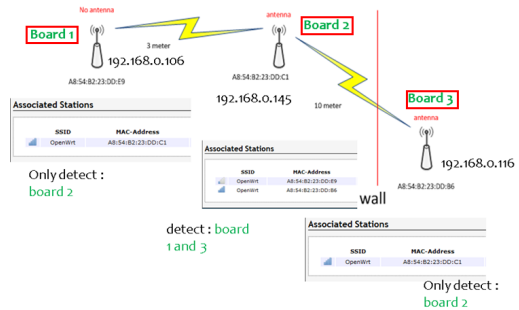 No antenna
Board 1
3 meter
192.168.0.106
A8:54:B2:23:DD:E9
antenna
Board 2
A8:54:B2:23:DD:C1
192.168.0.145
10 meter
Board 3
antenna
192.168.0.116
A8:54:B2:23:DD:B6
wall
Associated Stations
SSID MAC-Address
OpenWrt A8:54:B2:23:DD:C1
Only detect :
board 2
Associated Stations
SSID MAC-Address
OpenWrt A8:54:B2:23:DD:E9
OpenWrt A8:54:B2:23:DD:B6
detect : board
1 and 3
Associated Stations
SSID MAC-Address
OpenWrt A8:54:B2:23:DD:C1
Only detect :
board 2